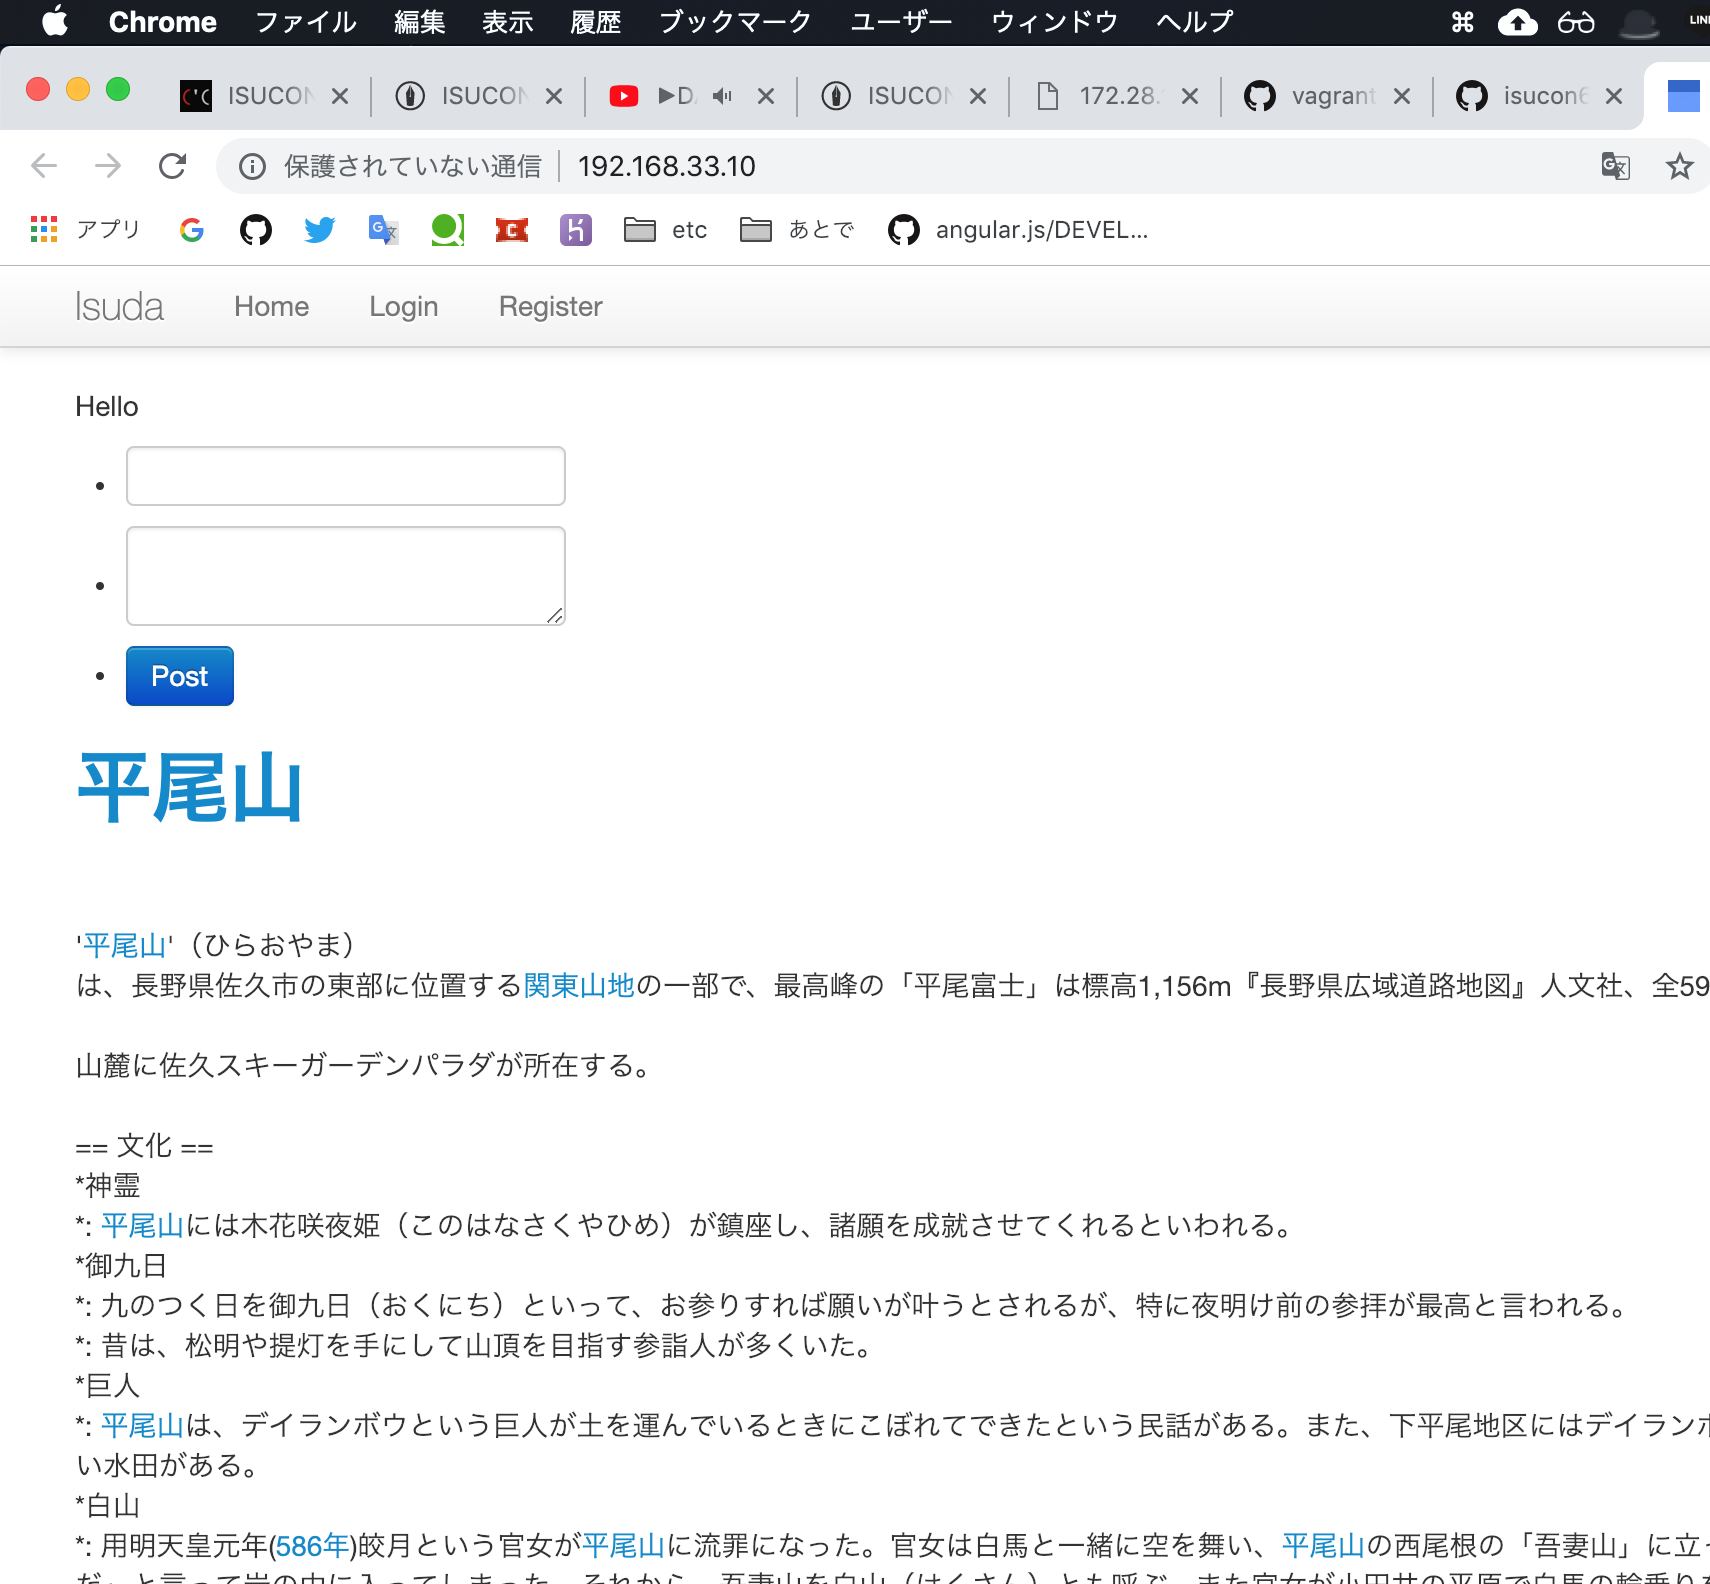 Chrome ファイル 編集 表示 履歴 ブックマーク ユーザー ウィンドウ ヘルプ
ISUCON ISUCON ▶D ISUCON 172.28. vagrant isucon6
保護されていない通信 192.168.33.10
アプリ etc あとで angular.js/DEVEL...
Isuda Home Login Register
Hello
Post
平尾山
'平尾山'（ひらおやま）
は、長野県佐久市の東部に位置する関東山地の一部で、最高峰の「平尾富士」は標高1,156m『長野県広域道路地図』人文社、全59
山麓に佐久スキーガーデンパラダが所在する。
== 文化 ==
*神霊
*: 平尾山には木花咲夜姫（このはなさくやひめ）が鎮座し、諸願を成就させてくれるといわれる。
*御九日
*: 九のつく日を御九日（おくにち）といって、お参りすれば願いが叶うとされるが、特に夜明け前の参拝が最高と言われる。
*: 昔は、松明や提灯を手にして山頂を目指す参詣人が多くいた。
*巨人
*: 平尾山は、デイランボウという巨人が土を運んでいるときにこぼれてできたという民話がある。また、下平尾地区にはデイランボ
い水田がある。
*白山
*: 用明天皇元年(586年)皎月という官女が平尾山に流罪になった。官女は白馬と一緒に空を舞い、平尾山の西尾根の「吾妻山」に立っ